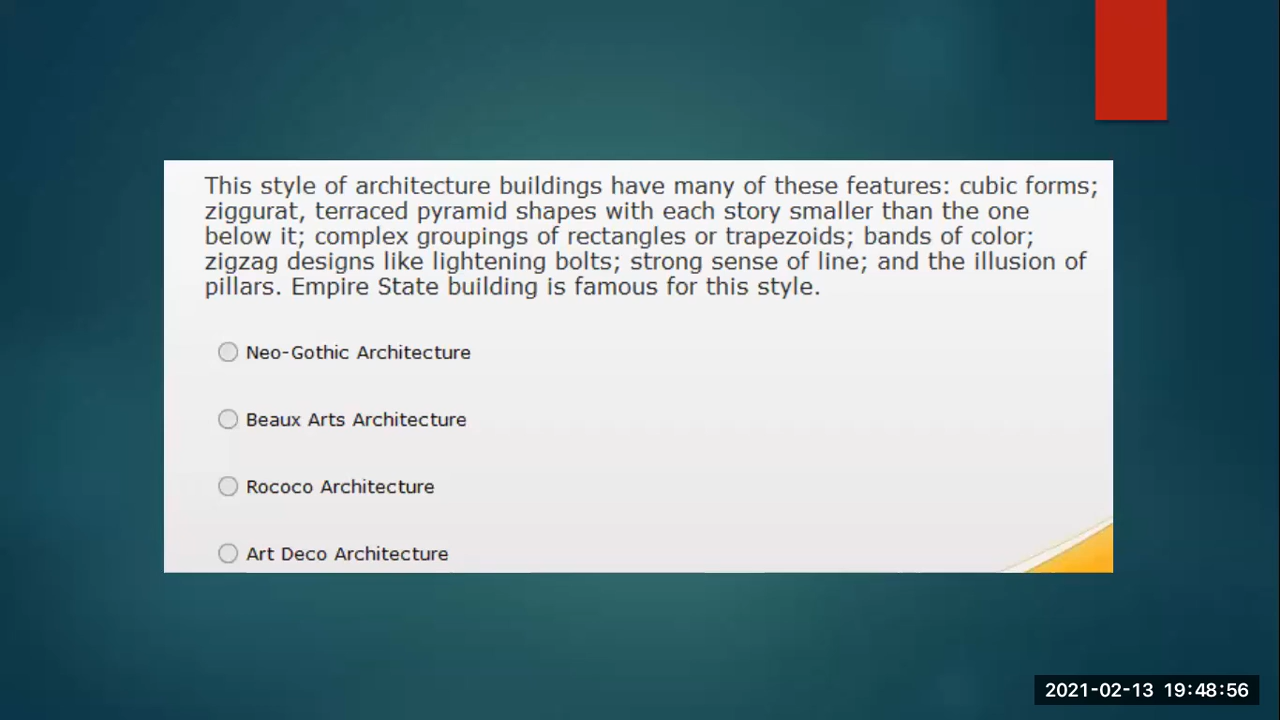 This style of architecture buildings have many of these features: cubic forms;
ziggurat, terraced pyramid shapes with each story smaller than the one
below it; complex groupings of rectangles or trapezoids; bands of color;
zigzag designs like lightening bolts; strong sense of line; and the illusion of
pillars. Empire State building is famous for this style.
Neo-Gothic Architecture
Beaux Arts Architecture
Rococo Architecture
Art Deco Architecture
2021-02-13 19:48:56